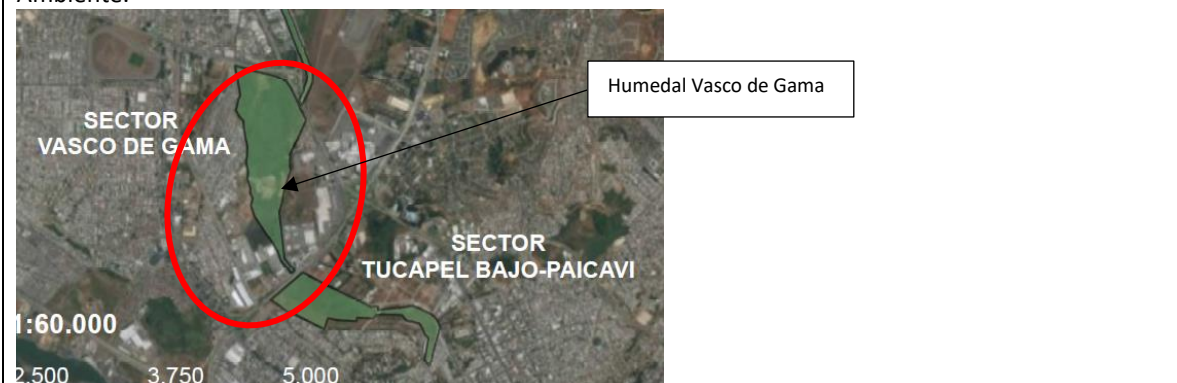 Ambiente.
Humedal Vasco de Gama
SECTOR
VASCO DE GAMA
SECTOR
TUCAPEL BAJO-PAICAVI
1:60.000
2.500 3.750 5.000